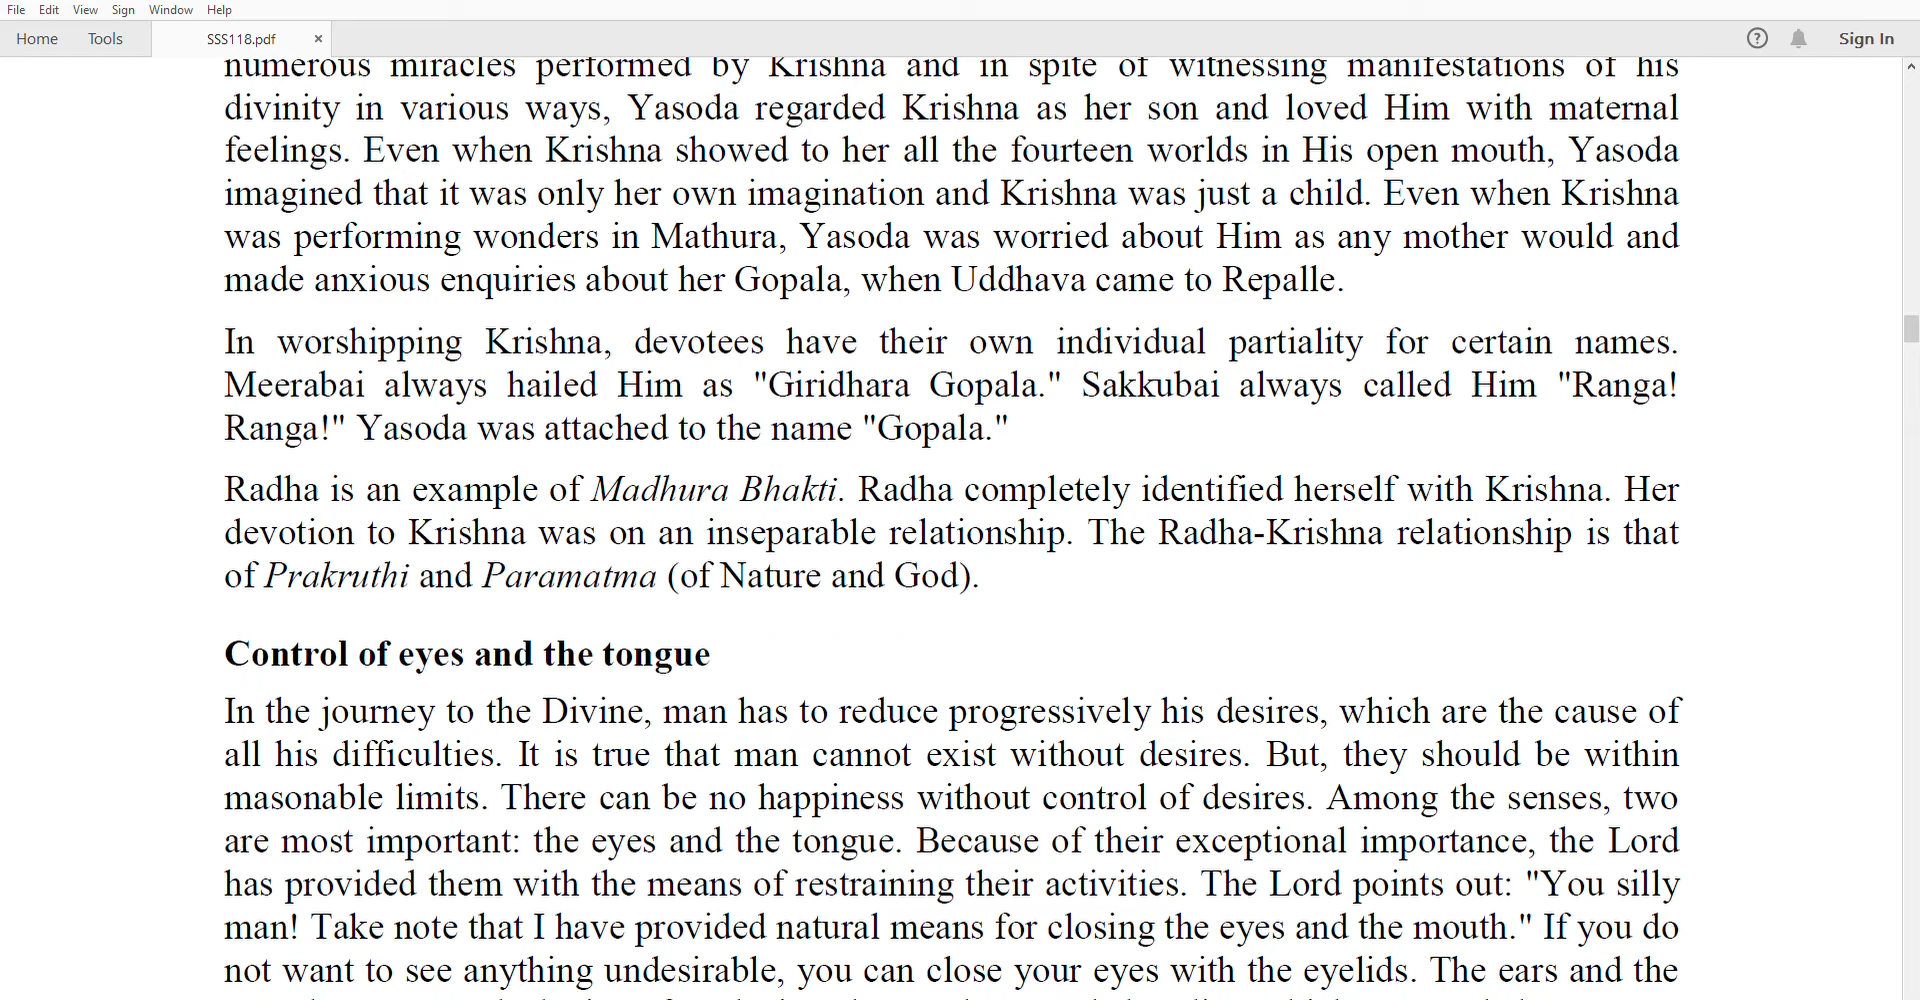 File Edit View Sign Window Help
Home Tools SSS118.pdf × ? Sign In
numerous miracles performed by Krishna and in spite of witnessing manifestations of his
divinity in various ways, Yasoda regarded Krishna as her son and loved Him with maternal
feelings. Even when Krishna showed to her all the fourteen worlds in His open mouth, Yasoda
imagined that it was only her own imagination and Krishna was just a child. Even when Krishna
was performing wonders in Mathura, Yasoda was worried about Him as any mother would and
made anxious enquiries about her Gopala, when Uddhava came to Repalle.
In worshipping Krishna, devotees have their own individual partiality for certain names.
Meerabai always hailed Him as "Giridhara Gopala." Sakkubai always called Him "Ranga!
Ranga!" Yasoda was attached to the name "Gopala."
Radha is an example of Madhura Bhakti. Radha completely identified herself with Krishna. Her
devotion to Krishna was on an inseparable relationship. The Radha-Krishna relationship is that
of Prakruthi and Paramatma (of Nature and God).
Control of eyes and the tongue
In the journey to the Divine, man has to reduce progressively his desires, which are the cause of
all his difficulties. It is true that man cannot exist without desires. But, they should be within
masonable limits. There can be no happiness without control of desires. Among the senses, two
are most important: the eyes and the tongue. Because of their exceptional importance, the Lord
has provided them with the means of restraining their activities. The Lord points out: "You silly
man! Take note that I have provided natural means for closing the eyes and the mouth." If you do
not want to see anything undesirable, you can close your eyes with the eyelids. The ears and the